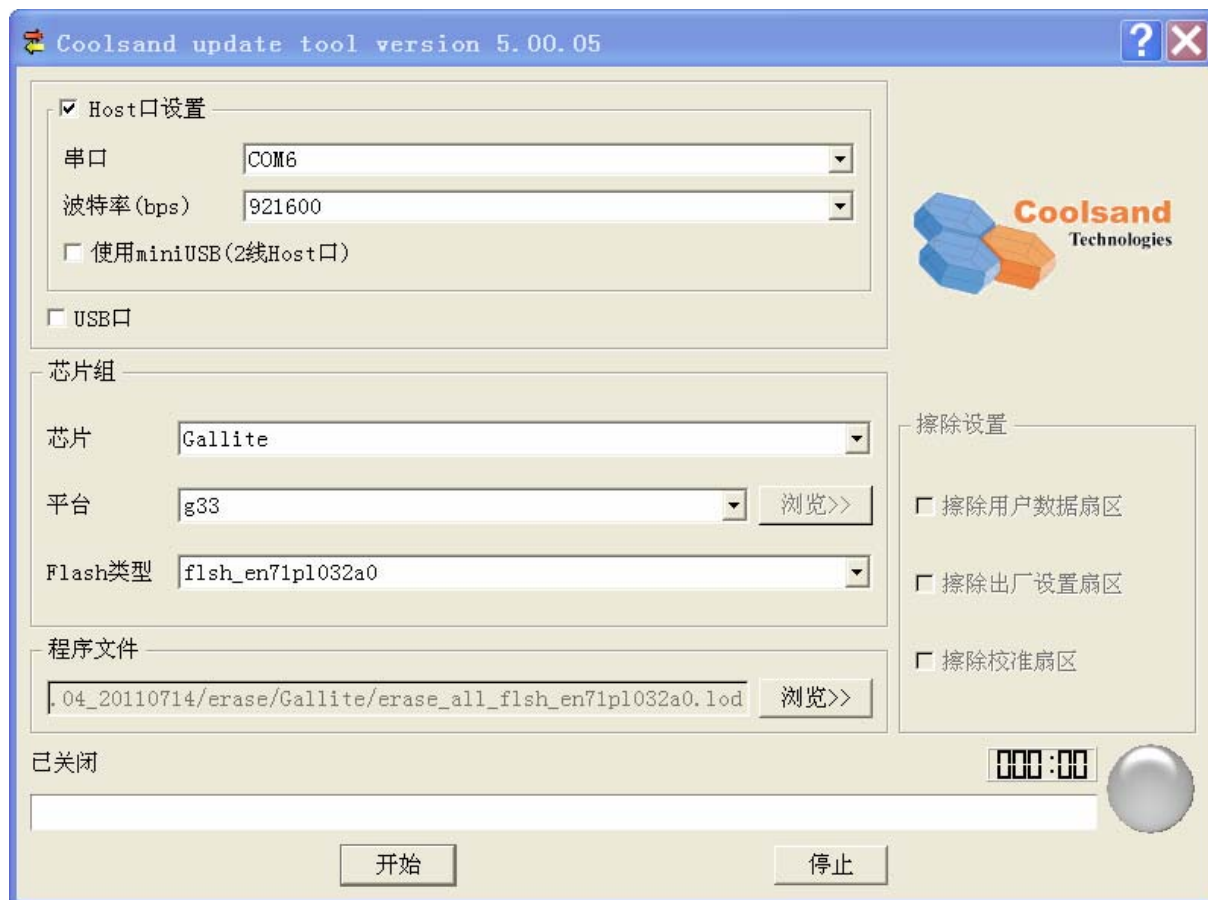 Coolsand update tool version 5.00.05
Host口设置
串口
COM6
波特率(bps)
921600
使用miniUSB(2线Host口)
USB口
Coolsand
Technologies
芯片组
芯片
Gallite
平台
g33
浏览>>
Flash类型
flsh_en71pl032a0
擦除设置
擦除用户数据扇区
擦除出厂设置扇区
擦除校准扇区
程序文件
.04_20110714/erase/Gallite/erase_all_flsh_en71pl032a0.lod
浏览>>
已关闭
000:00
开始
停止